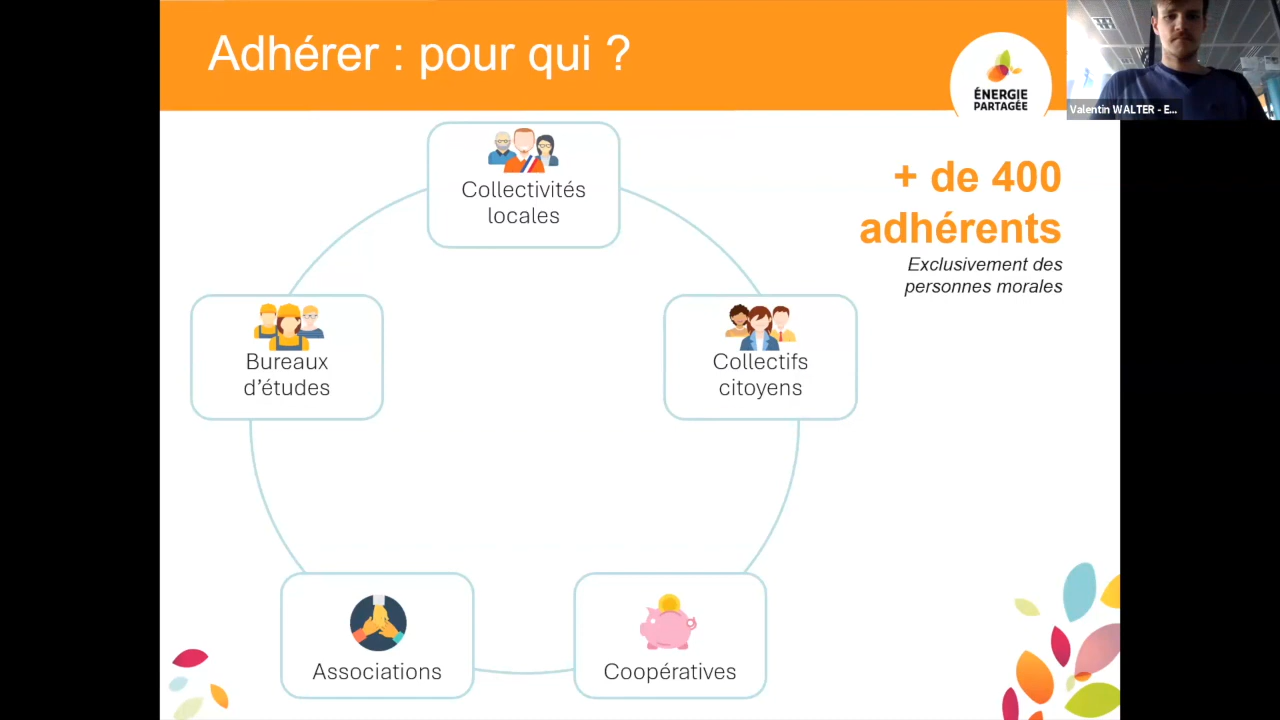 Adhérer : pour qui ?
ÉNERGIE
PARTAGÉE
Valentin WALTER - E...
+ de 400
adhérents
Exclusivement des
personnes morales
Collectivités
locales
Bureaux
d'études
Collectifs
citoyens
Associations
Coopératives